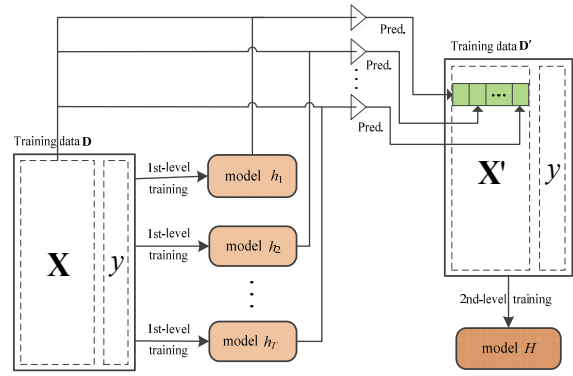 Pred.
Training data D′
Pred.
Pred.
Training data D
X'
y
1st-level
training
model h1
X
y
1st-level
training
model h2
2nd-level training
1st-level
training
model hT
model H